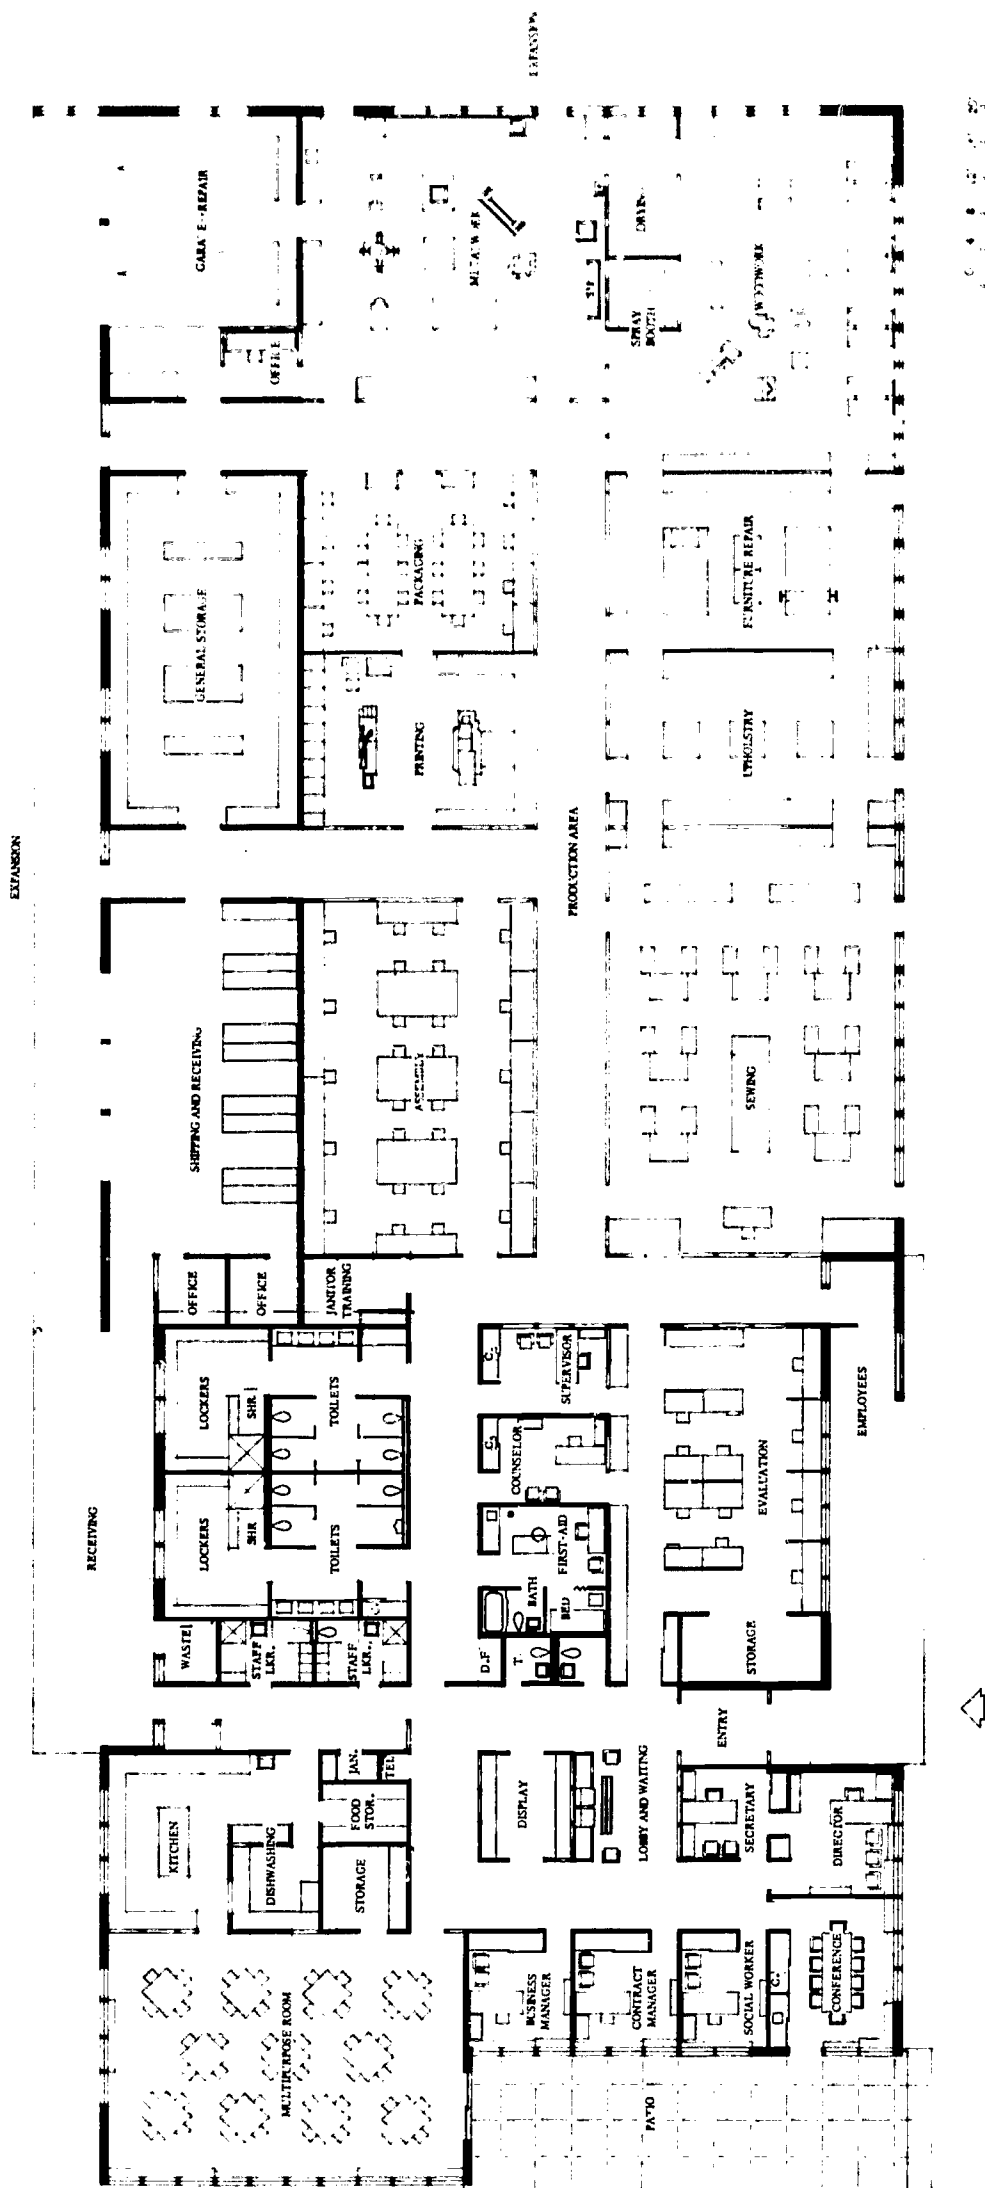 EXPANSION
GARAGE-REPAIR
OFFICE
METALWORK
SPRAY
BOOTH
DRYING
WOODWORK
GENERAL STORAGE
PACKAGING
PRINTING
FURNITURE REPAIR
UPHOLSTRY
EXPANSION
PRODUCTION AREA
SHIPPING AND RECEIVING
ASSEMBLY
SEWING
OFFICE
OFFICE
JANITOR
TRAINING
RECEIVING
LOCKERS
SHR.
TOILETS
LOCKERS
SHR
TOILETS
C.
SUPERVISOR
C.
COUNSELOR
FIRST-AID
BATH
BED
EVALUATION
EMPLOYEES
WASTE
STAFF
LKR.
STAFF
LKR.
D.F
T.
STORAGE
ENTRY
KITCHEN
DISHWASHING
JAN.
TEL.
FOOD
STOR.
STORAGE
DISPLAY
LOBBY AND WAITING
SECRETARY
DIRECTOR
MULTIPURPOSE ROOM
BUSINESS
MANAGER
CONTRACT
MANAGER
SOCIAL WORKER
C.
CONFERENCE
PATIO